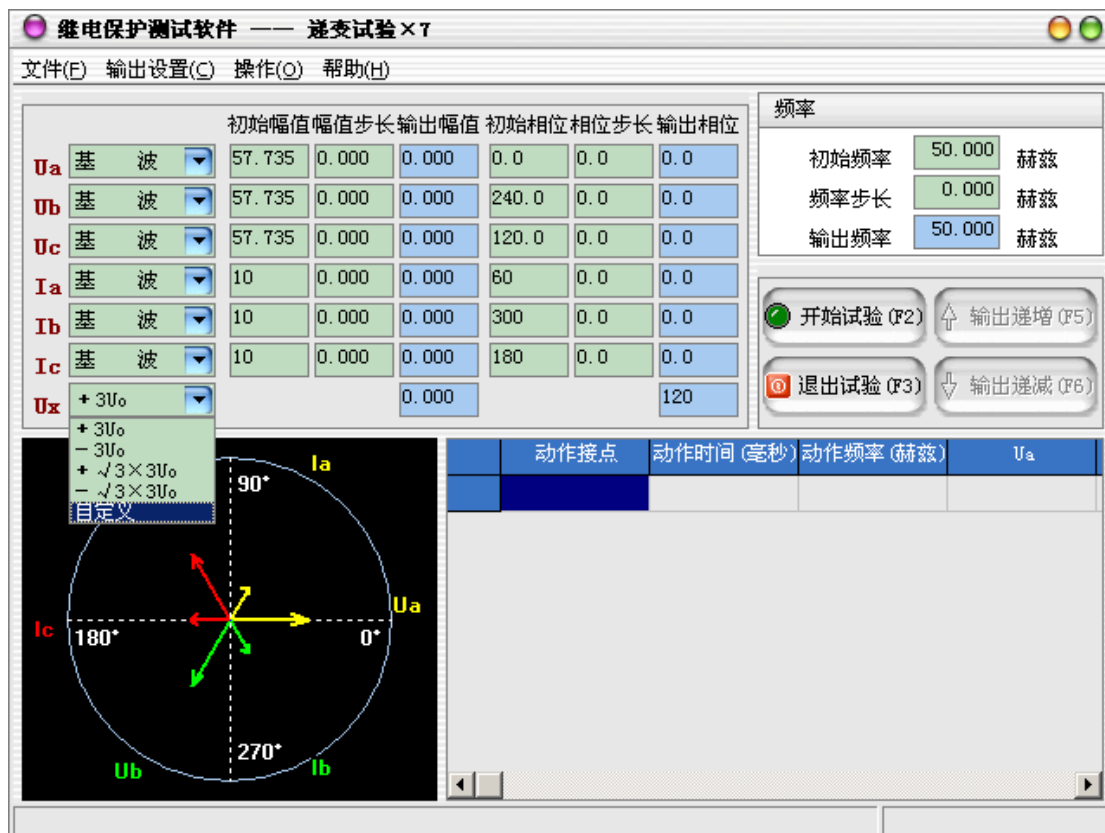 继电保护测试软件 —— 递变试验×7
文件(F) 输出设置(C) 操作(O) 帮助(H)
初始幅值 幅值步长 输出幅值 初始相位 相位步长 输出相位
Ua 基 波 57.735 0.000 0.000 0.0 0.0 0.0
Ub 基 波 57.735 0.000 0.000 240.0 0.0 0.0
Uc 基 波 57.735 0.000 0.000 120.0 0.0 0.0
Ia 基 波 10 0.000 0.000 60 0.0 0.0
Ib 基 波 10 0.000 0.000 300 0.0 0.0
Ic 基 波 10 0.000 0.000 180 0.0 0.0
Ux + 3U₀ 0.000 120
+ 3U₀
− 3U₀
+ √3×3U₀
− √3×3U₀
自定义
频率
初始频率 50.000 赫兹
频率步长 0.000 赫兹
输出频率 50.000 赫兹
开始试验(F2) 输出递增(F5)
退出试验(F3) 输出递减(F6)
Ia
90°
Ua
Ic 180° 0°
270°
Ub Ib
动作接点 动作时间(毫秒) 动作频率(赫兹) Ua